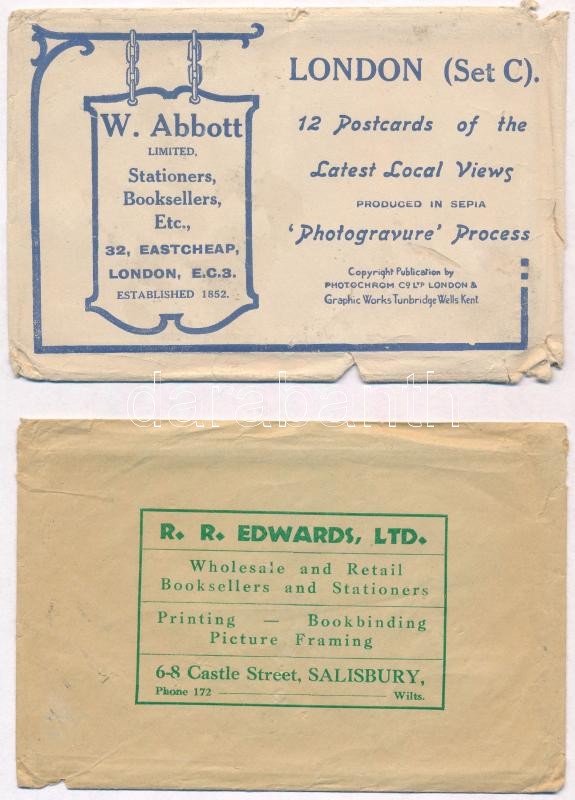 W. Abbott
LIMITED,
Stationers,
Booksellers,
Etc.,
32, EASTCHEAP,
LONDON, E.C.3.
ESTABLISHED 1852.
LONDON (Set C).
12 Postcards of the
Latest Local Views
PRODUCED IN SEPIA
'Photogravure' Process
Copyright Publication by
PHOTOCHROM CO LTD LONDON &
Graphic Works Tunbridge Wells Kent.
darabanth
R. R. EDWARDS, LTD.
Wholesale and Retail
Booksellers and Stationers
Printing — Bookbinding
Picture Framing
6-8 Castle Street, SALISBURY,
Phone 172 Wilts.